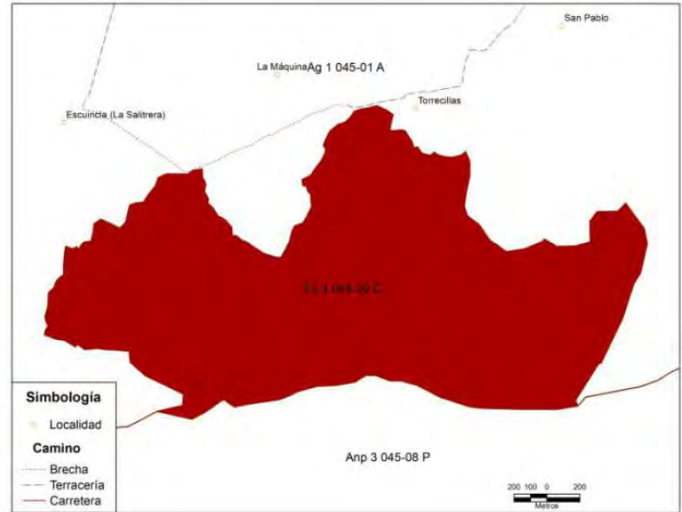 San Pablo
La Máquina Ag 1 045-01 A
Torrecillas
Escuincla (La Salitrera)
Simbología
Localidad
Camino
Brecha
Terracería
Carretera
Anp 3 045-08 P
200 100 0 200
Metros